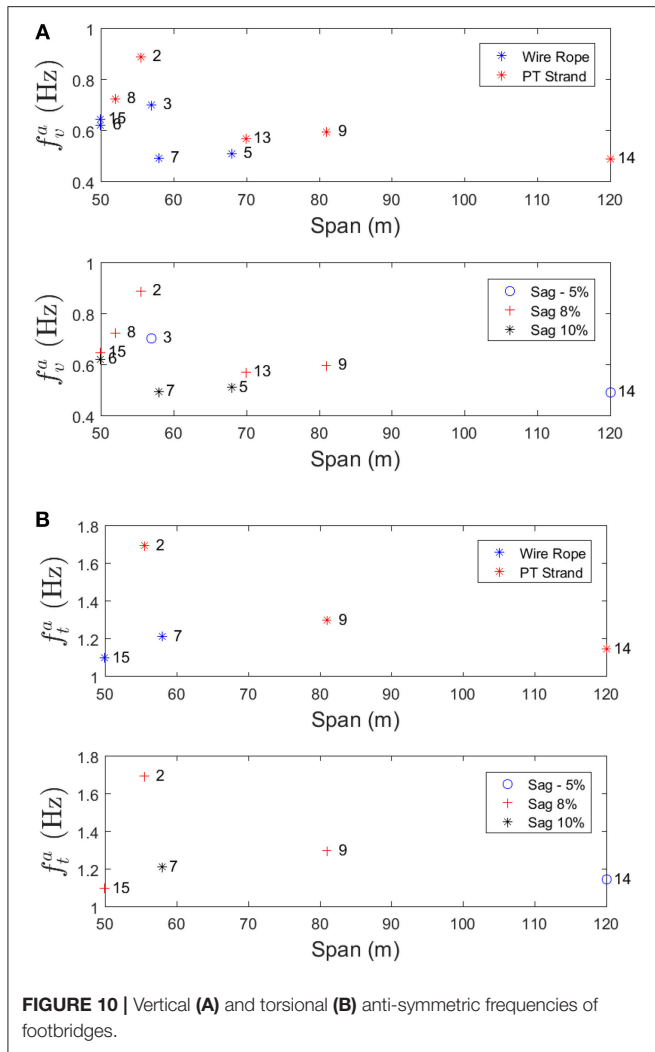 A
1
0.8
0.6
0.4
f_v^a (Hz)
2
8
3
15
6
7
5
13
9
14
Wire Rope
PT Strand
50 60 70 80 90 100 110 120
Span (m)
1
0.8
0.6
0.4
f_v^a (Hz)
2
8
3
15
6
7
5
13
9
14
Sag - 5%
Sag 8%
Sag 10%
50 60 70 80 90 100 110 120
Span (m)
B
1.8
1.6
1.4
1.2
1
f_t^a (Hz)
2
7
15
9
14
Wire Rope
PT Strand
50 60 70 80 90 100 110 120
Span (m)
1.8
1.6
1.4
1.2
1
f_t^a (Hz)
2
7
15
9
14
Sag - 5%
Sag 8%
Sag 10%
50 60 70 80 90 100 110 120
Span (m)
FIGURE 10 | Vertical (A) and torsional (B) anti-symmetric frequencies of
footbridges.